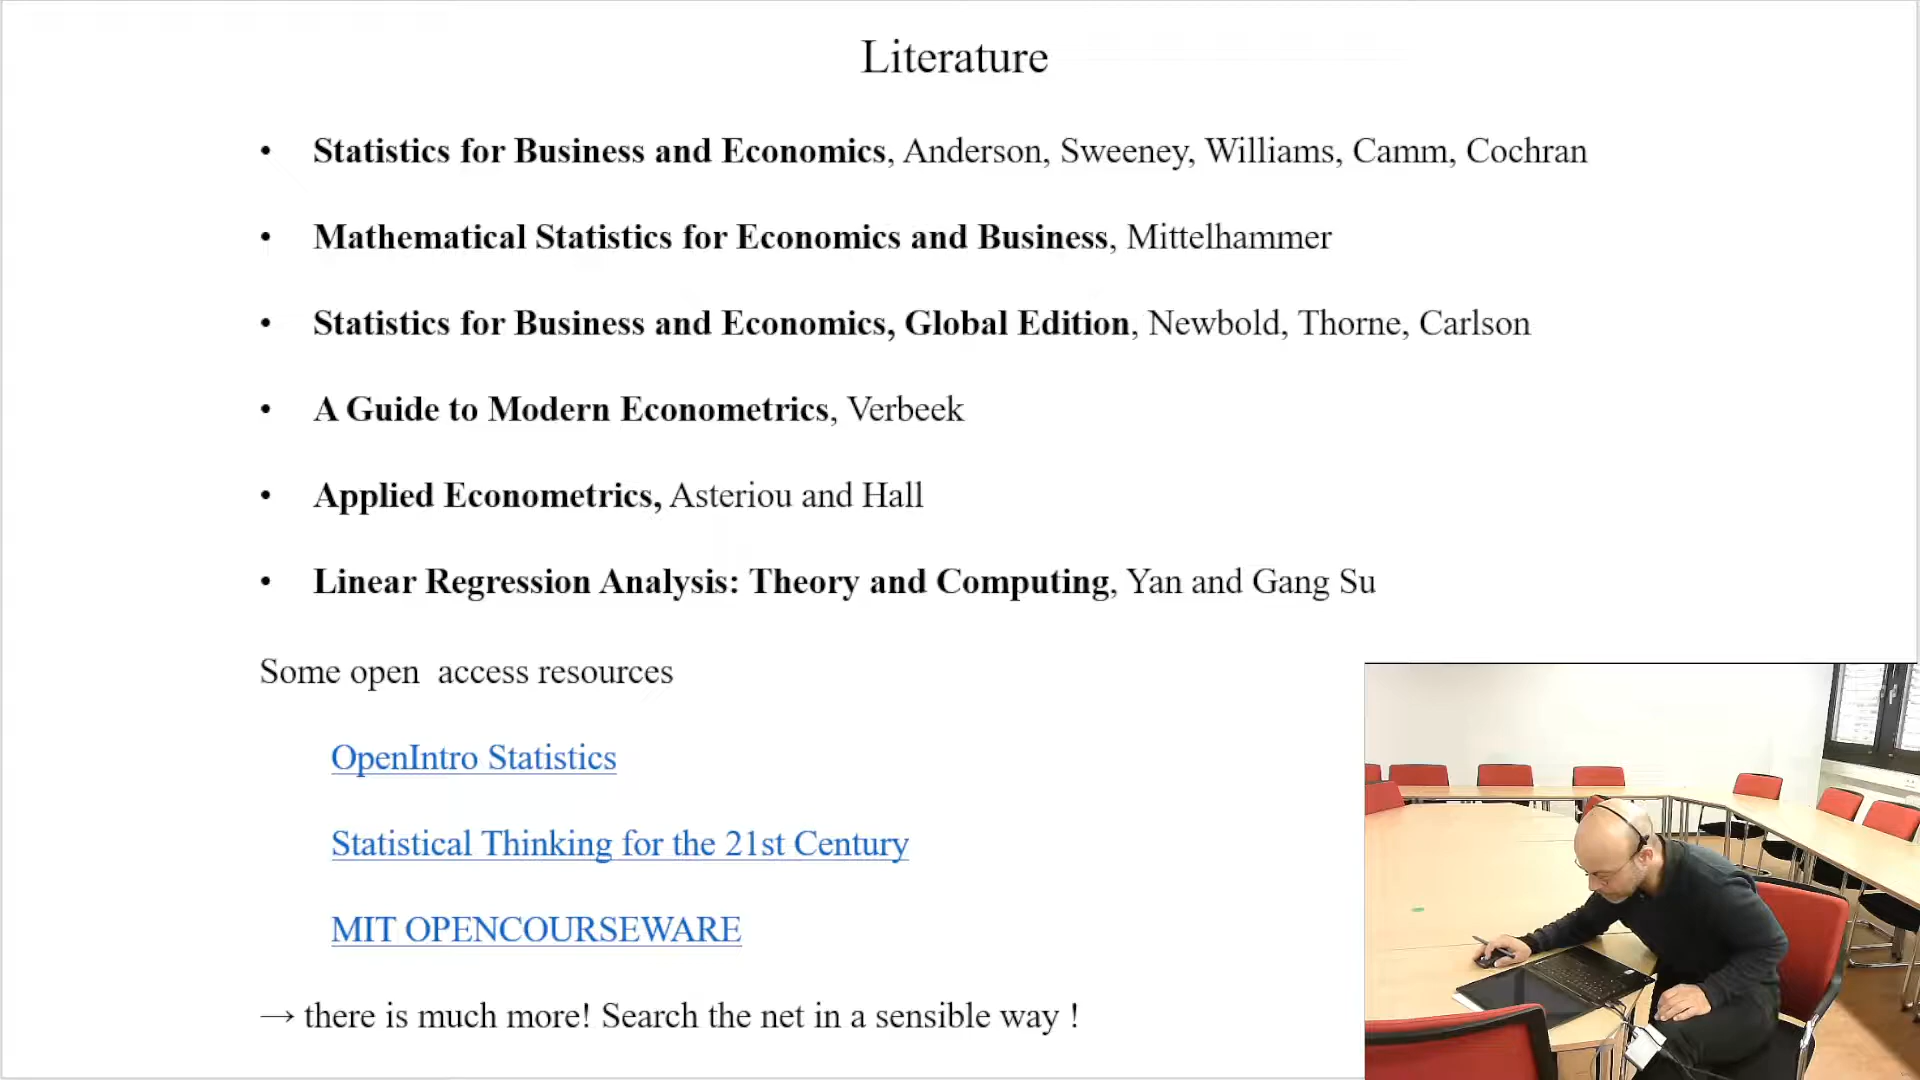 Literature
• Statistics for Business and Economics, Anderson, Sweeney, Williams, Camm, Cochran
• Mathematical Statistics for Economics and Business, Mittelhammer
• Statistics for Business and Economics, Global Edition, Newbold, Thorne, Carlson
• A Guide to Modern Econometrics, Verbeek
• Applied Econometrics, Asteriou and Hall
• Linear Regression Analysis: Theory and Computing, Yan and Gang Su
Some open  access resources
OpenIntro Statistics
Statistical Thinking for the 21st Century
MIT OPENCOURSEWARE
→ there is much more! Search the net in a sensible way !